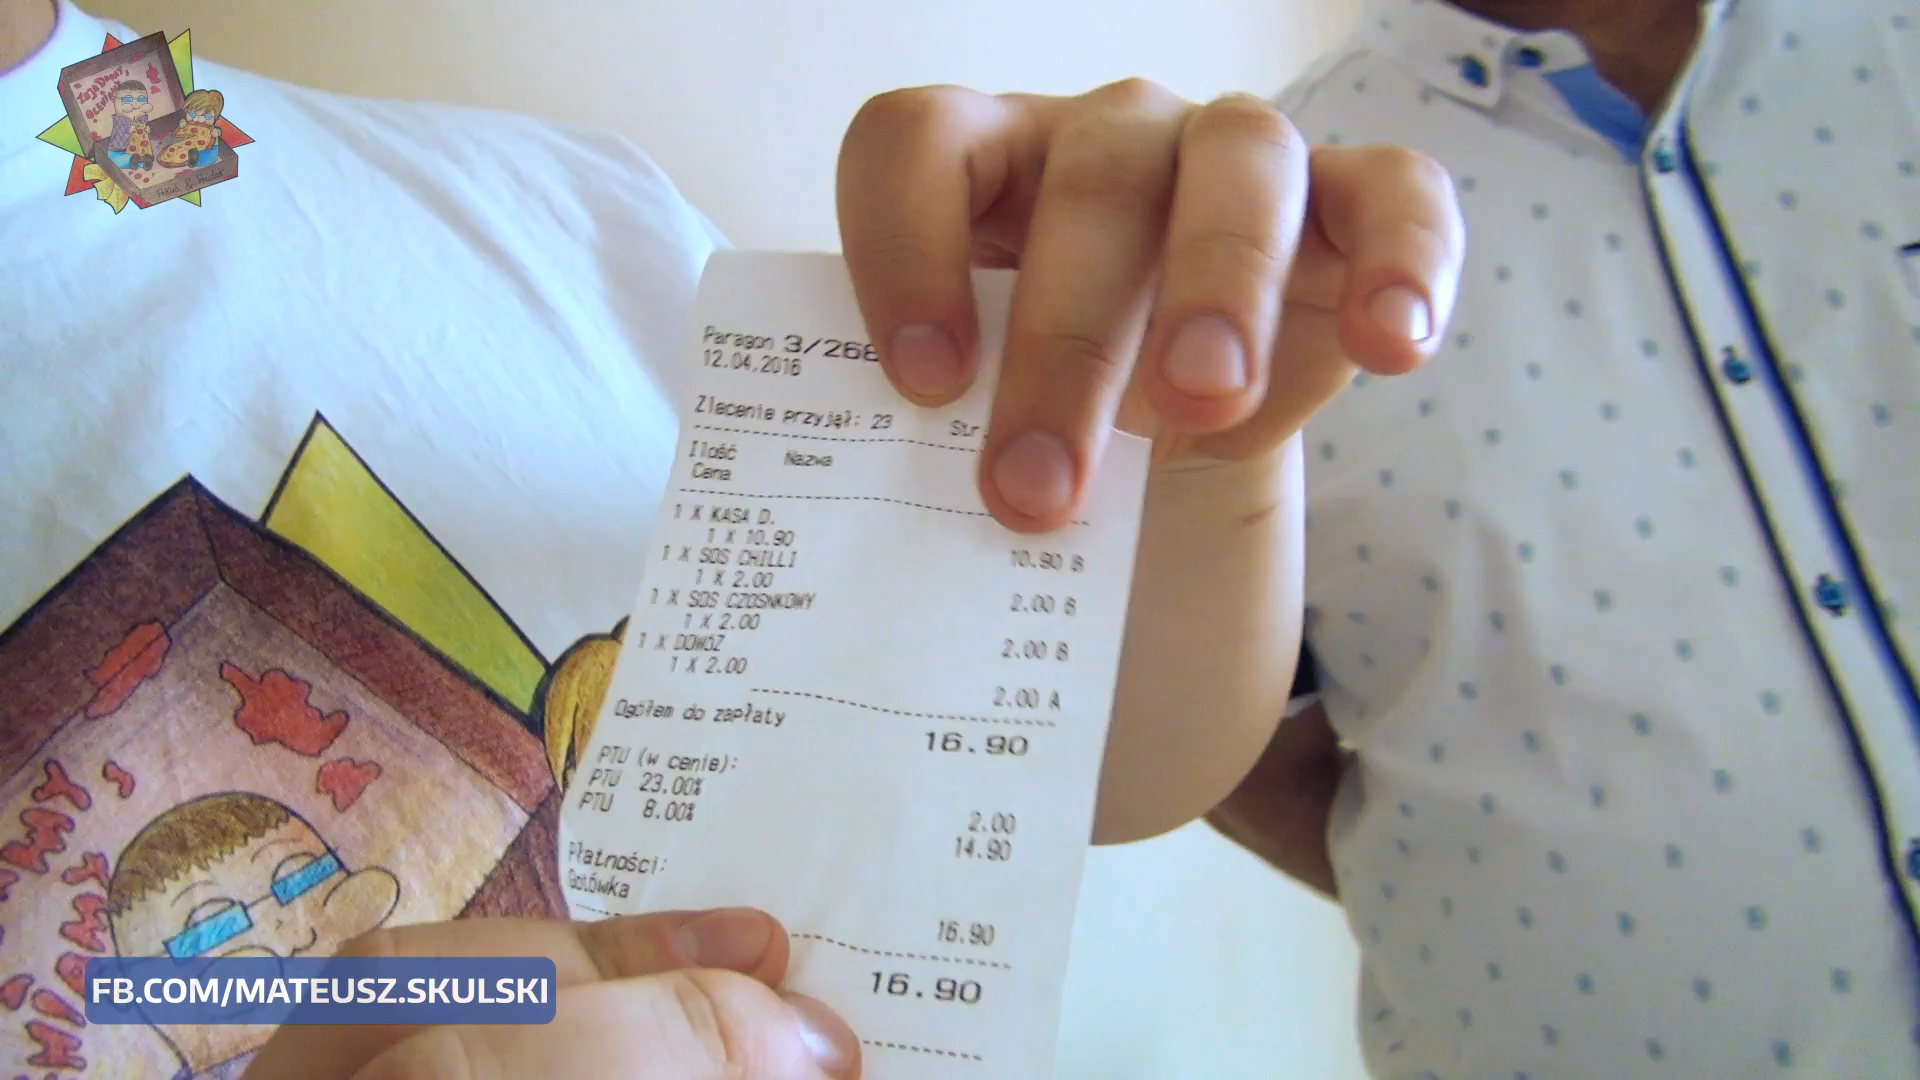 Paragon 3/268
12.04.2016
Zlecenie przyjął: 23 Str.
Ilość Nazwa
Cena
1 X KASA D.
1 X 10.90 10.90 B
1 X SOS CHILLI
1 X 2.00 2.00 B
1 X SOS CZOSNKOWY
1 X 2.00 2.00 B
1 X DOWÓZ
1 X 2.00 2.00 A
Ogółem do zapłaty 16.90
PTU (w cenie):
PTU 23.00% 2.00
PTU 8.00% 14.90
Płatności:
Gotówka 16.90
16.90
FB.COM/MATEUSZ.SKULSKI